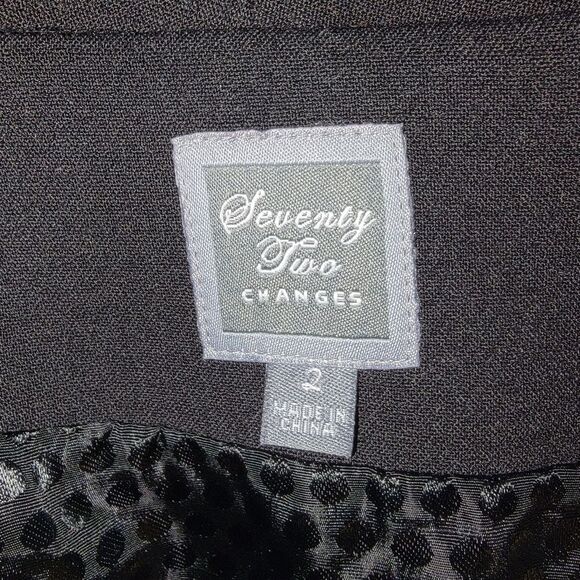 Seventy
Two
CHANGES
2
MADE IN
CHINA